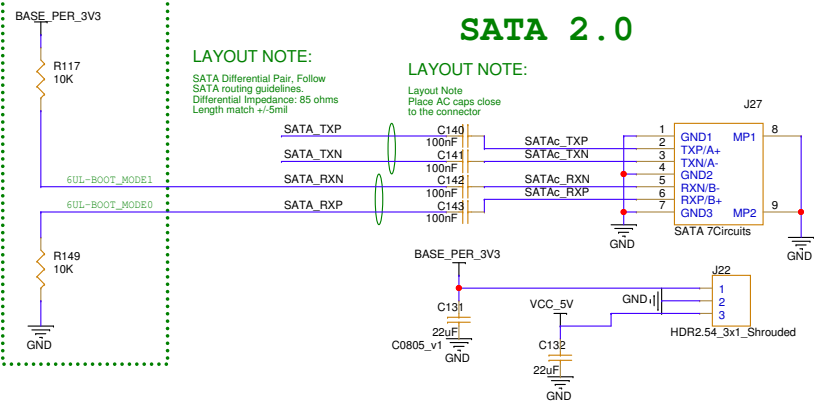 BASE_PER_3V3
SATA 2.0
R117
10K
LAYOUT NOTE:
SATA Differential Pair, Follow
SATA routing guidelines.
Differential Impedance: 85 ohms
Length match +/-5mil
LAYOUT NOTE:
Layout Note
Place AC caps close
to the connector
J27
SATA_TXP C140 SATAc_TXP 1 GND1 MP1 8
100nF 2 TXP/A+
SATA_TXN C141 SATAc_TXN 3 TXN/A-
100nF 4 GND2
6UL-BOOT_MODE1 SATA_RXN C142 SATAc_RXN 5 RXN/B-
100nF SATAc_RXP 6 RXP/B+
6UL-BOOT_MODE0 SATA_RXP C143 7 GND3 MP2 9
100nF
SATA 7Circuits
GND GND
R149
10K
GND
BASE_PER_3V3
C131
22uF
C0805_v1
GND
VCC_5V
C132
22uF
GND
J22
1
GND 2
3
HDR2.54_3x1_Shrouded